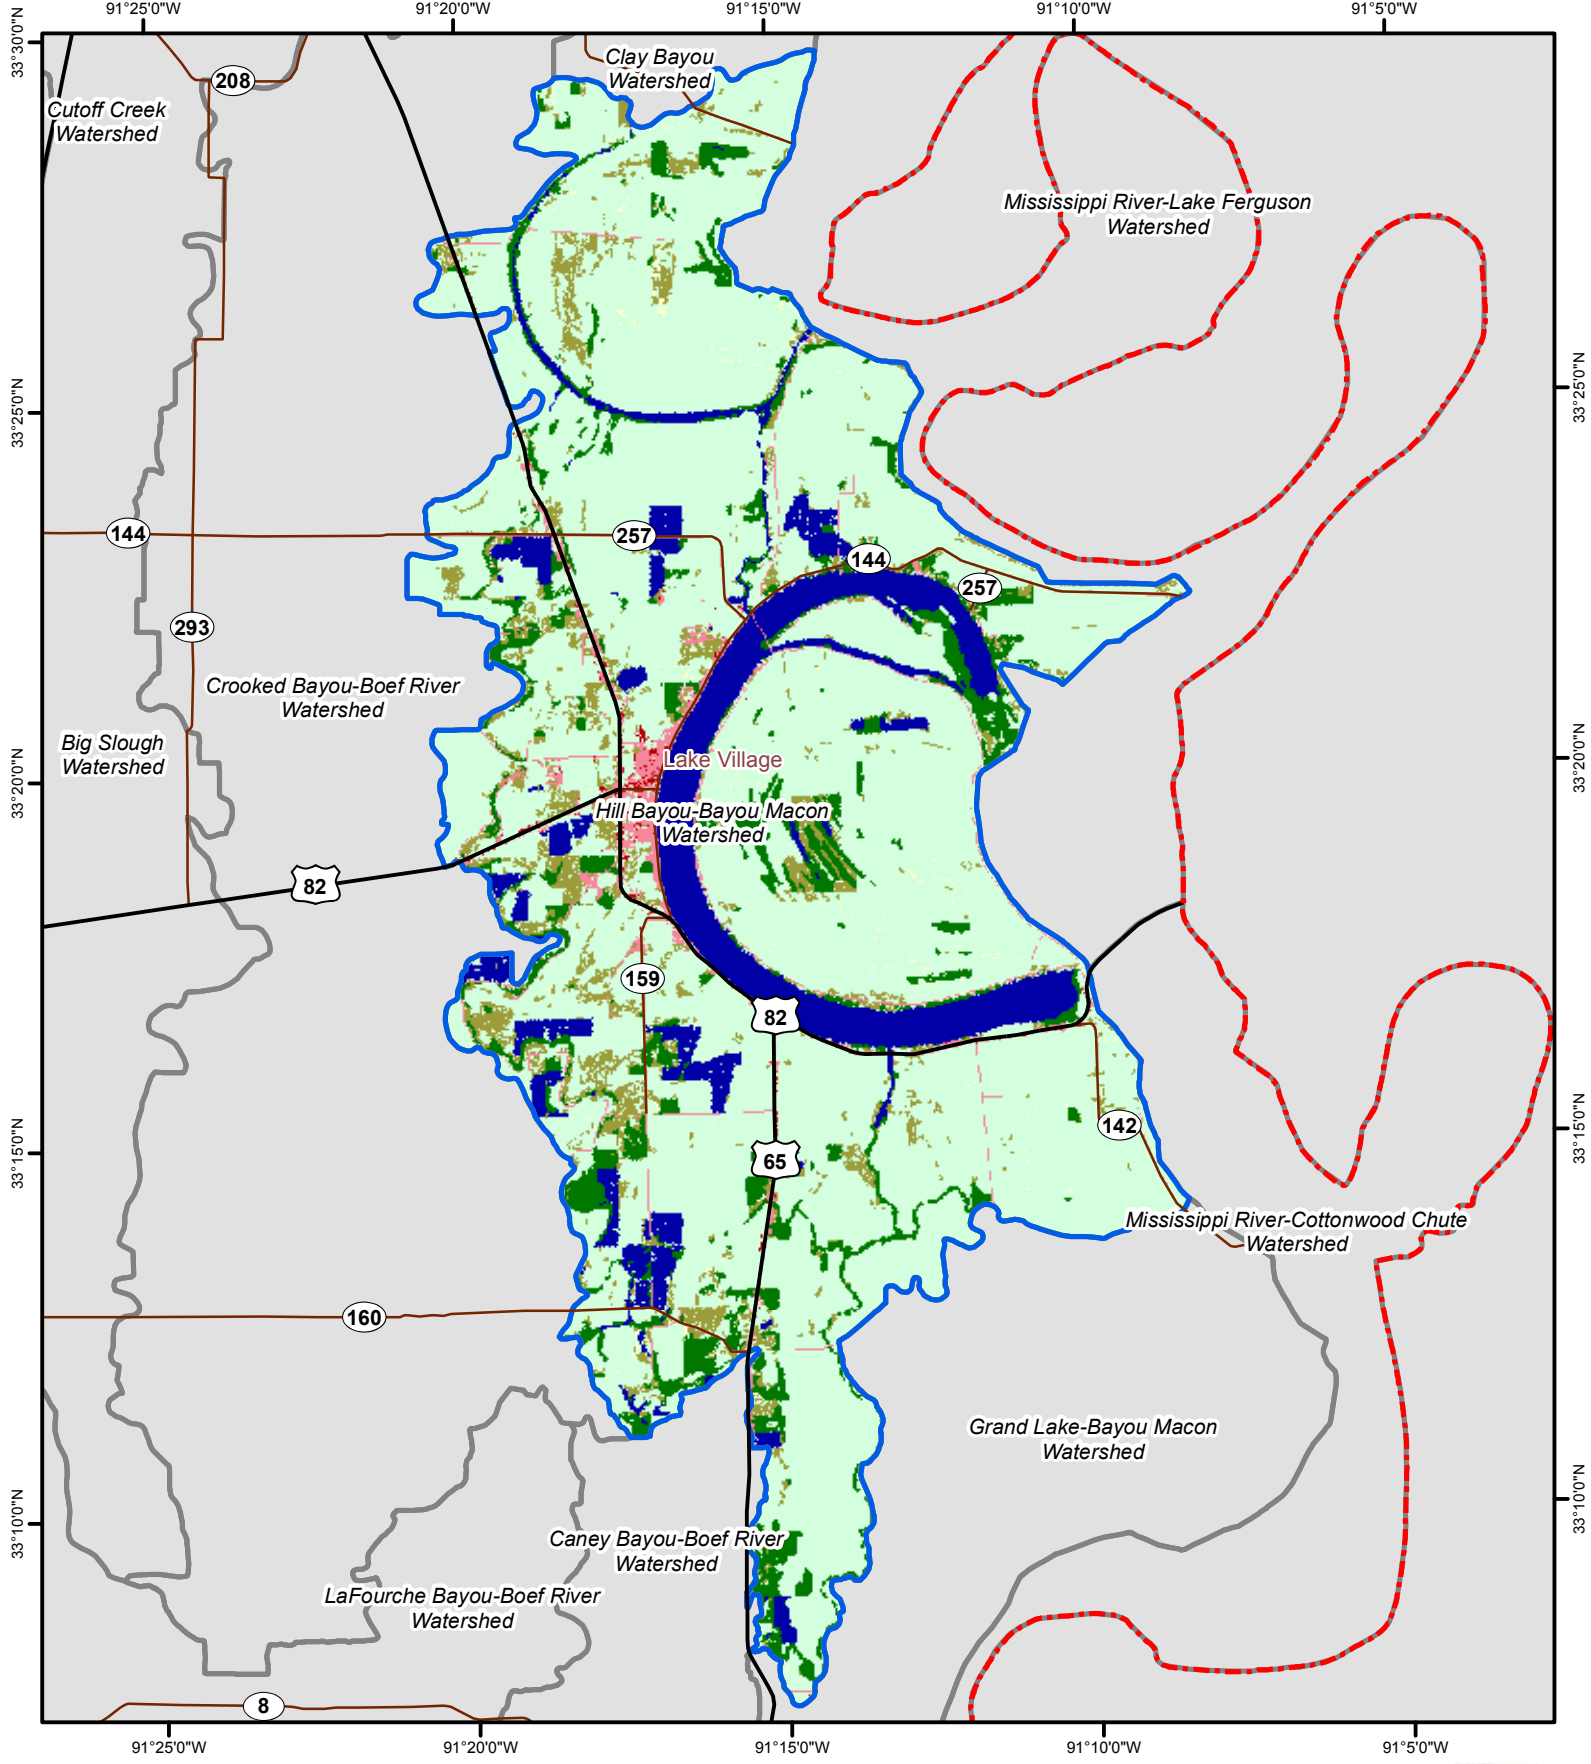 91°25'0"W
91°20'0"W
91°15'0"W
91°10'0"W
91°5'0"W
33°30'0"N
Clay Bayou
Watershed
208
Cutoff Creek
Watershed
Mississippi River-Lake Ferguson
Watershed
33°25'0"N
33°25'0"N
144
257
144
257
293
Crooked Bayou-Boef River
Watershed
Big Slough
Watershed
Lake Village
33°20'0"N
33°20'0"N
Hill Bayou-Bayou Macon
Watershed
82
159
82
142
33°15'0"N
33°15'0"N
65
Mississippi River-Cottonwood Chute
Watershed
160
Grand Lake-Bayou Macon
Watershed
33°10'0"N
33°10'0"N
Caney Bayou-Boef River
Watershed
LaFourche Bayou-Boef River
Watershed
8
91°25'0"W
91°20'0"W
91°15'0"W
91°10'0"W
91°5'0"W